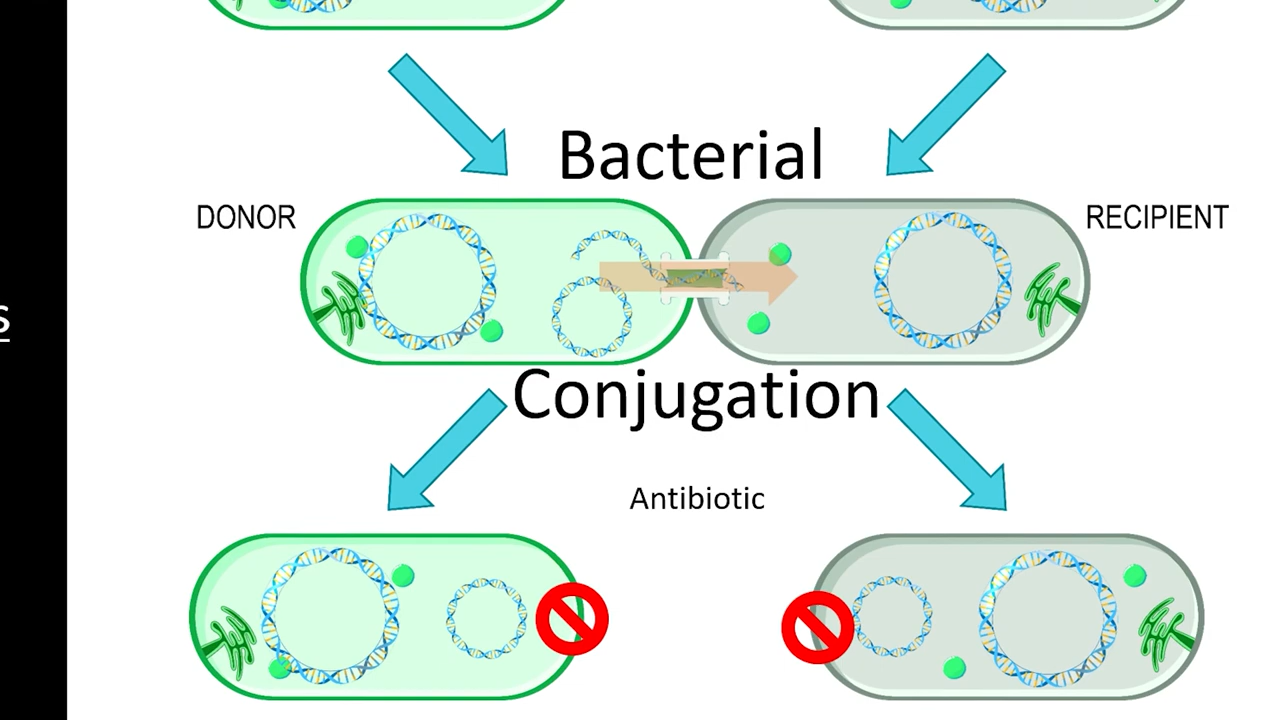 Bacterial
DONOR
RECIPIENT
s
Conjugation
Antibiotic